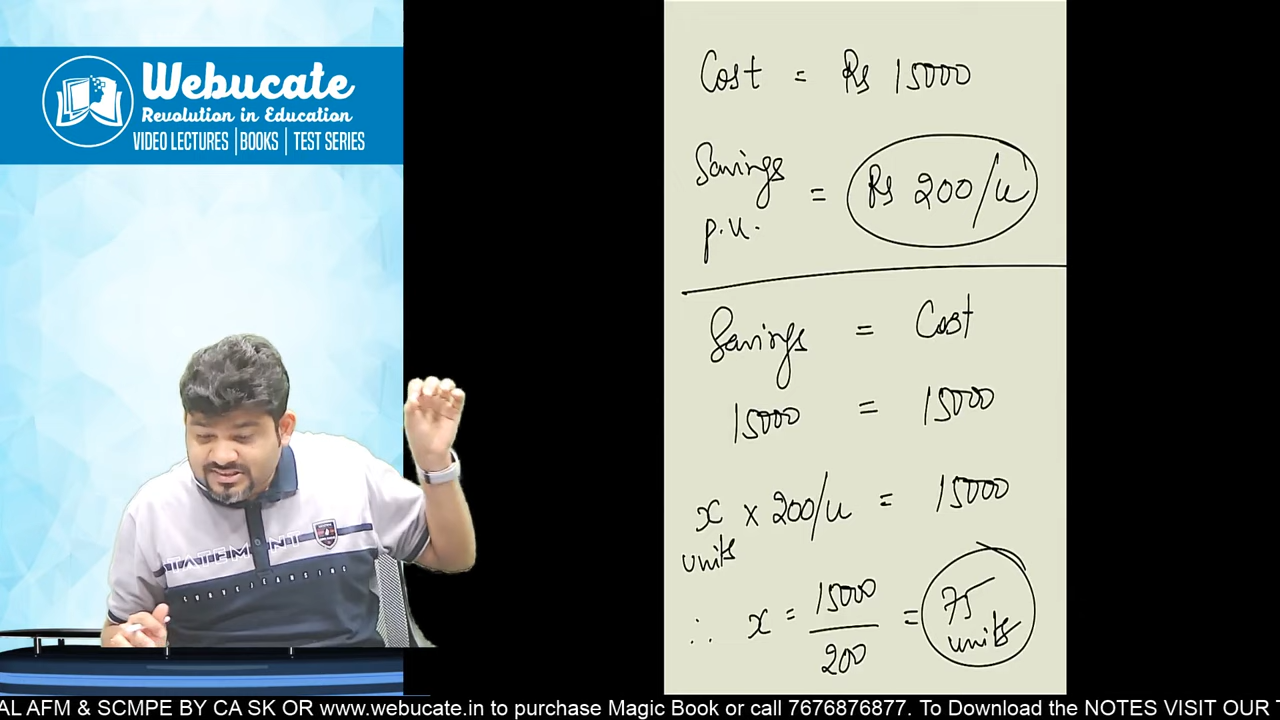 Webucate
Revolution in Education
VIDEO LECTURES | BOOKS | TEST SERIES
TATEMENT
Cost = Rs 15000
Savings p.u. = Rs 200/u
Savings = Cost
15000 = 15000
x units × 200/u = 15000
∴ x = 15000/200 = 75 units
AL AFM & SCMPE BY CA SK OR www.webucate.in to purchase Magic Book or call 7676876877. To Download the NOTES VISIT OUR